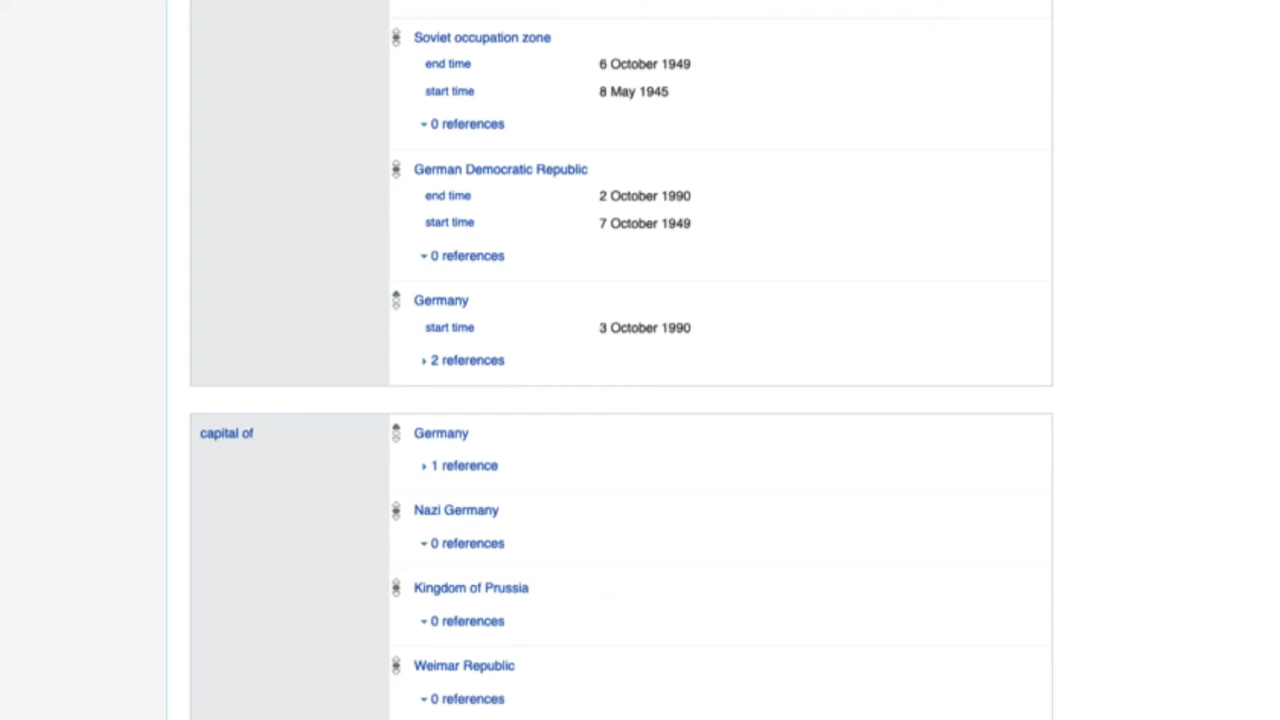 Soviet occupation zone
end time 6 October 1949
start time 8 May 1945
0 references
German Democratic Republic
end time 2 October 1990
start time 7 October 1949
0 references
Germany
start time 3 October 1990
2 references
capital of Germany
1 reference
Nazi Germany
0 references
Kingdom of Prussia
0 references
Weimar Republic
0 references